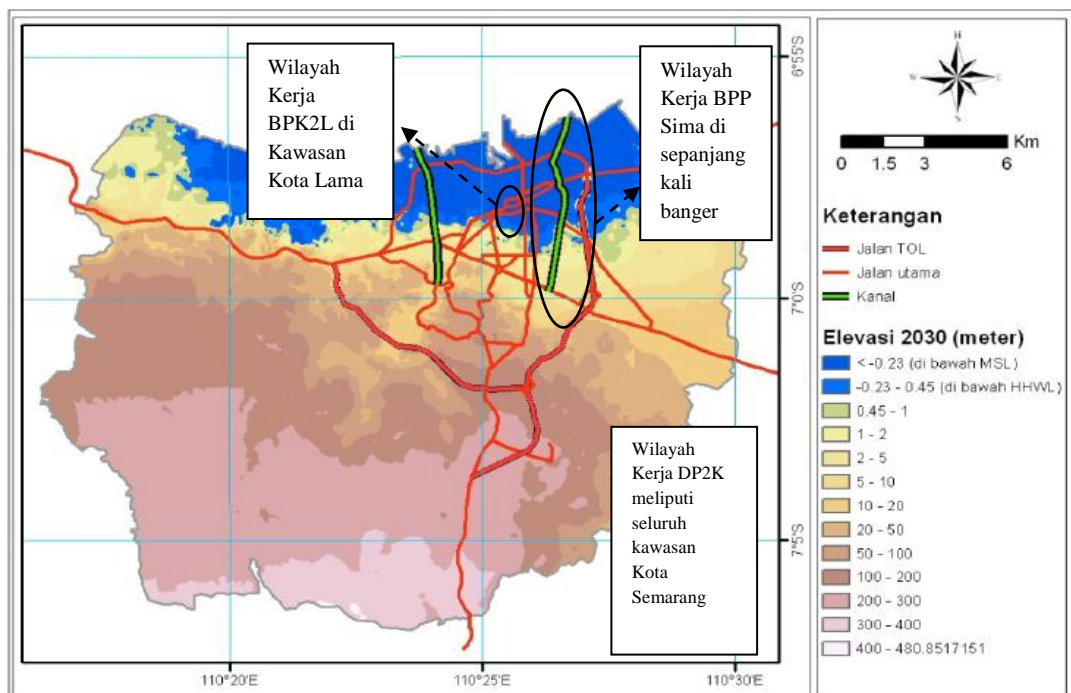 Wilayah
Kerja
BPK2L di
Kawasan
Kota Lama
Wilayah
Kerja BPP
Sima di
sepanjang
kali
banger
Wilayah
Kerja DP2K
meliputi
seluruh
kawasan
Kota
Semarang
6°55'S
7°0'S
7°5'S
110°20'E
110°25'E
110°30'E
N
W E
S
Km
0 1.5 3 6
Keterangan
Jalan TOL
Jalan utama
Kanal
Elevasi 2030 (meter)
< -0.23 (di bawah MSL)
-0.23 - 0.45 (di bawah HHWL)
0.45 - 1
1 - 2
2 - 5
5 - 10
10 - 20
20 - 50
50 - 100
100 - 200
200 - 300
300 - 400
400 - 480.8517151